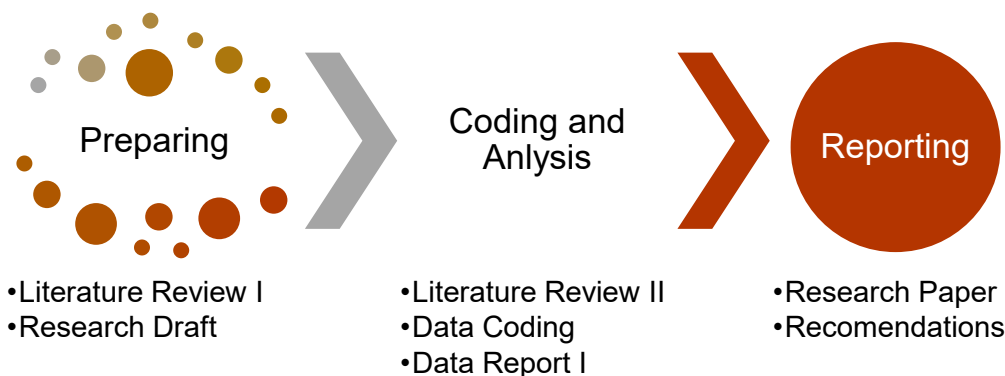 Preparing
•Literature Review I
•Research Draft
Coding and
Anlysis
•Literature Review II
•Data Coding
•Data Report I
Reporting
•Research Paper
•Recomendations